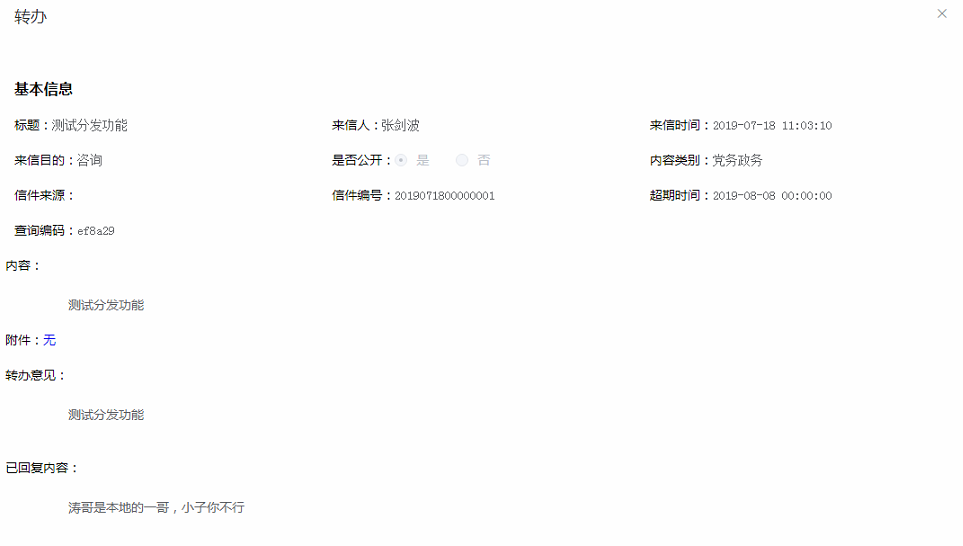 转办
基本信息
标题：测试分发功能 来信人：张剑波 来信时间：2019-07-18 11:03:10
来信目的：咨询 是否公开： 是 否 内容类别：党务政务
信件来源： 信件编号：2019071800000001 超期时间：2019-08-08 00:00:00
查询编码：ef8a29
内容：
测试分发功能
附件：无
转办意见：
测试分发功能
已回复内容：
涛哥是本地的一哥，小子你不行